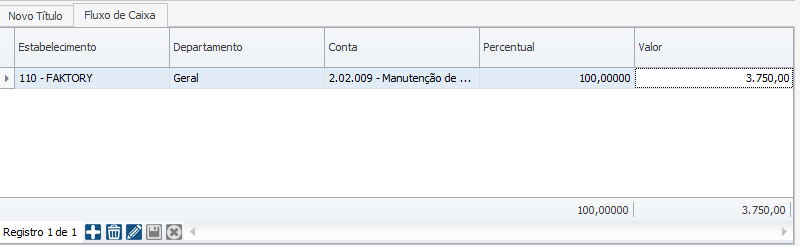 Novo Título Fluxo de Caixa
Estabelecimento Departamento Conta Percentual Valor
110 - FAKTORY Geral 2.02.009 - Manutenção de ... 100,00000 3.750,00
100,00000 3.750,00
Registro 1 de 1